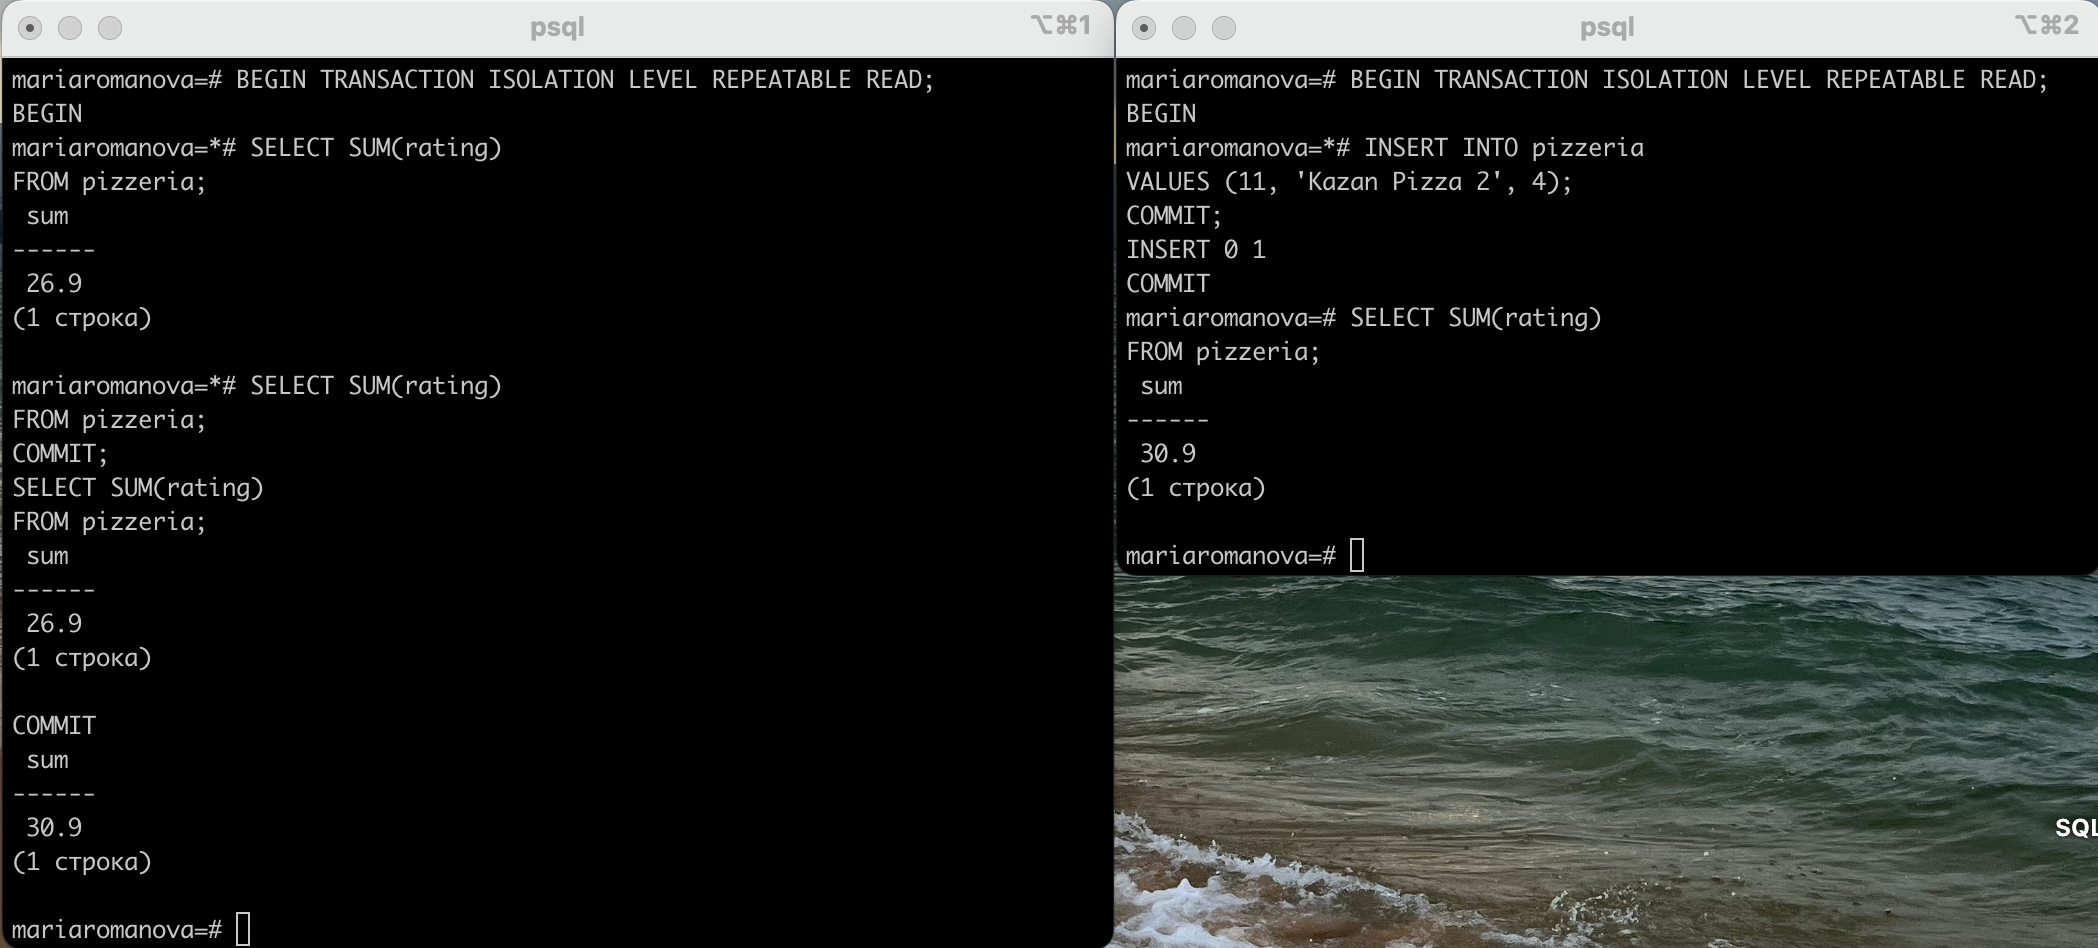 psql
⌥⌘1
mariaromanova=# BEGIN TRANSACTION ISOLATION LEVEL REPEATABLE READ;
BEGIN
mariaromanova=*# SELECT SUM(rating)
FROM pizzeria;
 sum
------
 26.9
(1 строка)

mariaromanova=*# SELECT SUM(rating)
FROM pizzeria;
COMMIT;
SELECT SUM(rating)
FROM pizzeria;
 sum
------
 26.9
(1 строка)

COMMIT
 sum
------
 30.9
(1 строка)

mariaromanova=#
psql
⌥⌘2
mariaromanova=# BEGIN TRANSACTION ISOLATION LEVEL REPEATABLE READ;
BEGIN
mariaromanova=*# INSERT INTO pizzeria
VALUES (11, 'Kazan Pizza 2', 4);
COMMIT;
INSERT 0 1
COMMIT
mariaromanova=# SELECT SUM(rating)
FROM pizzeria;
 sum
------
 30.9
(1 строка)

mariaromanova=#
SQL